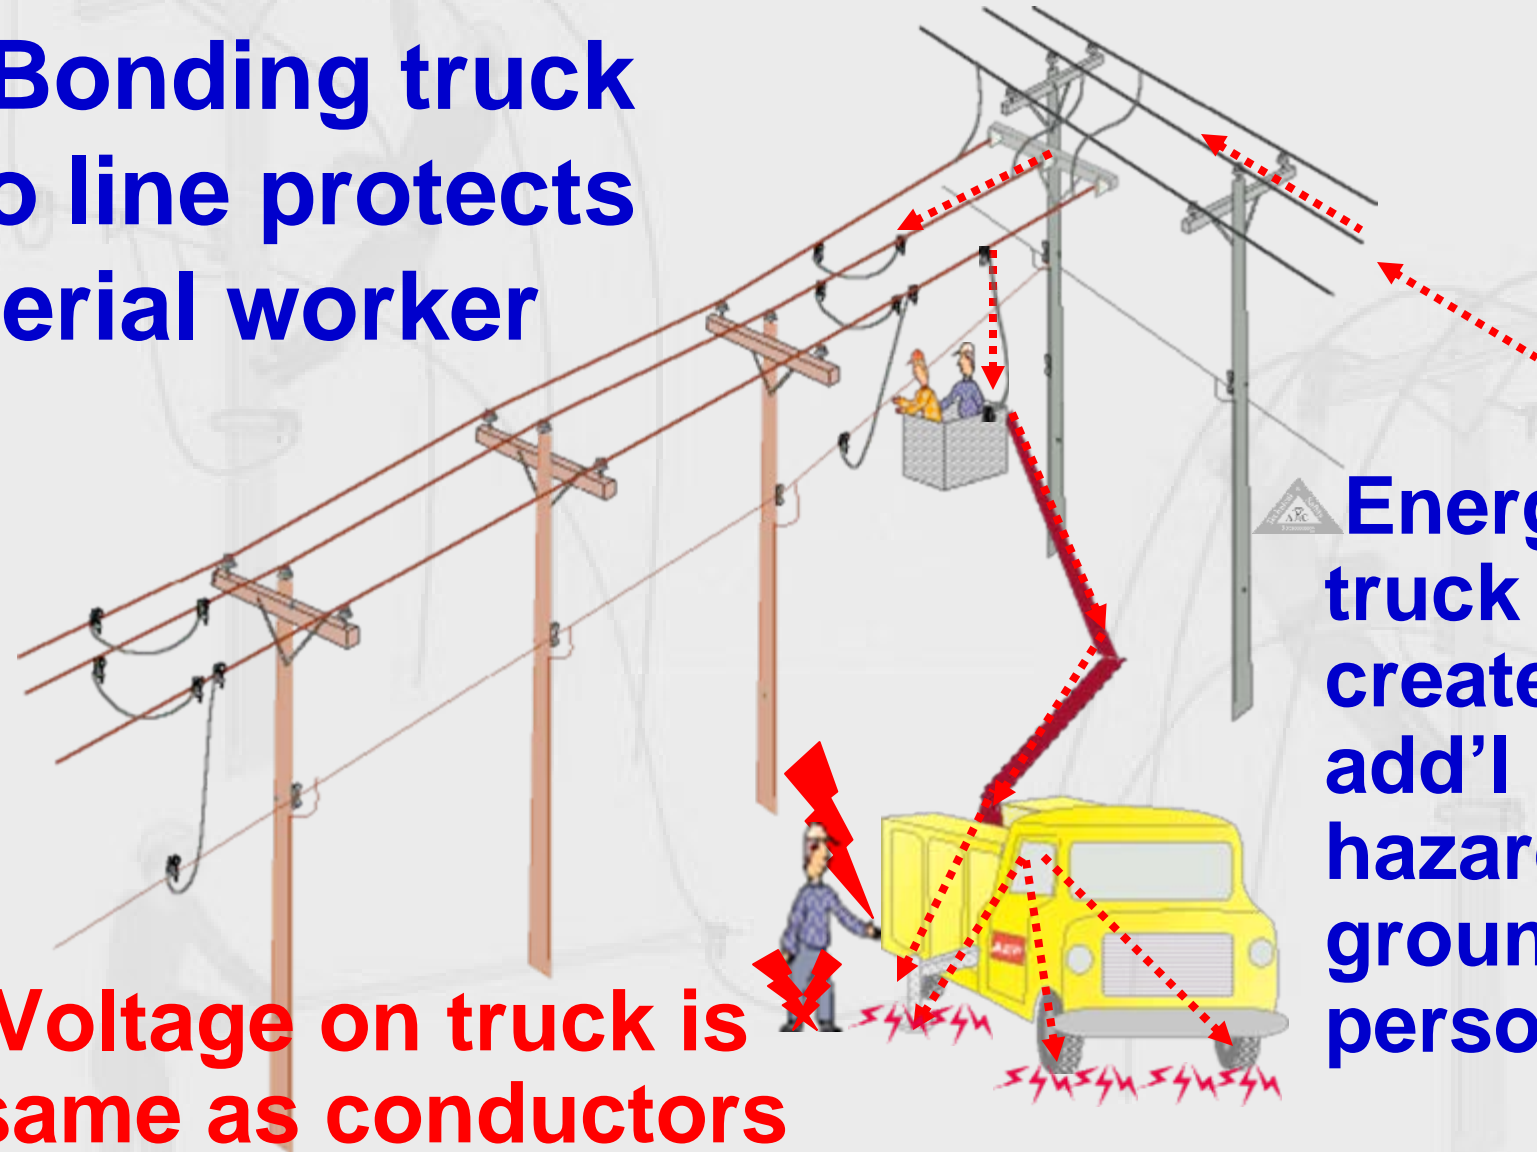 Bonding truck
o line protects
erial worker
Energ
truck
create
add’l
hazar
groun
perso
Voltage on truck is
same as conductors